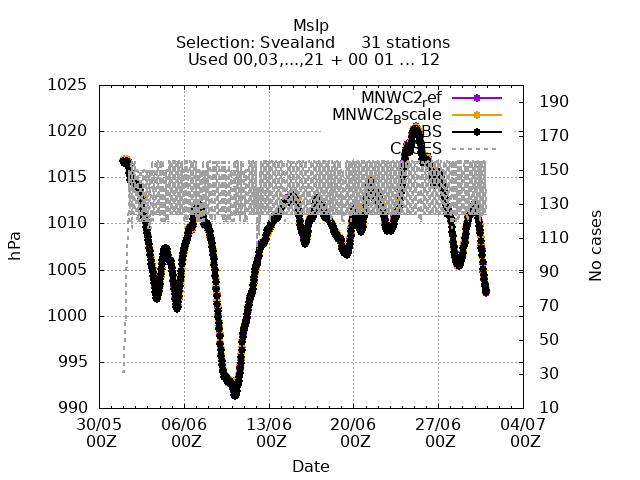 Mslp
Selection: Svealand 31 stations
Used 00,03,...,21 + 00 01 ... 12
MNWC2_ref
MNWC2_Bscale
OBS
CASES
1025
1020
1015
1010
1005
1000
995
990
hPa
190
170
150
130
110
90
70
50
30
10
No cases
30/05 06/06 13/06 20/06 27/06 04/07
00Z 00Z 00Z 00Z 00Z 00Z
Date